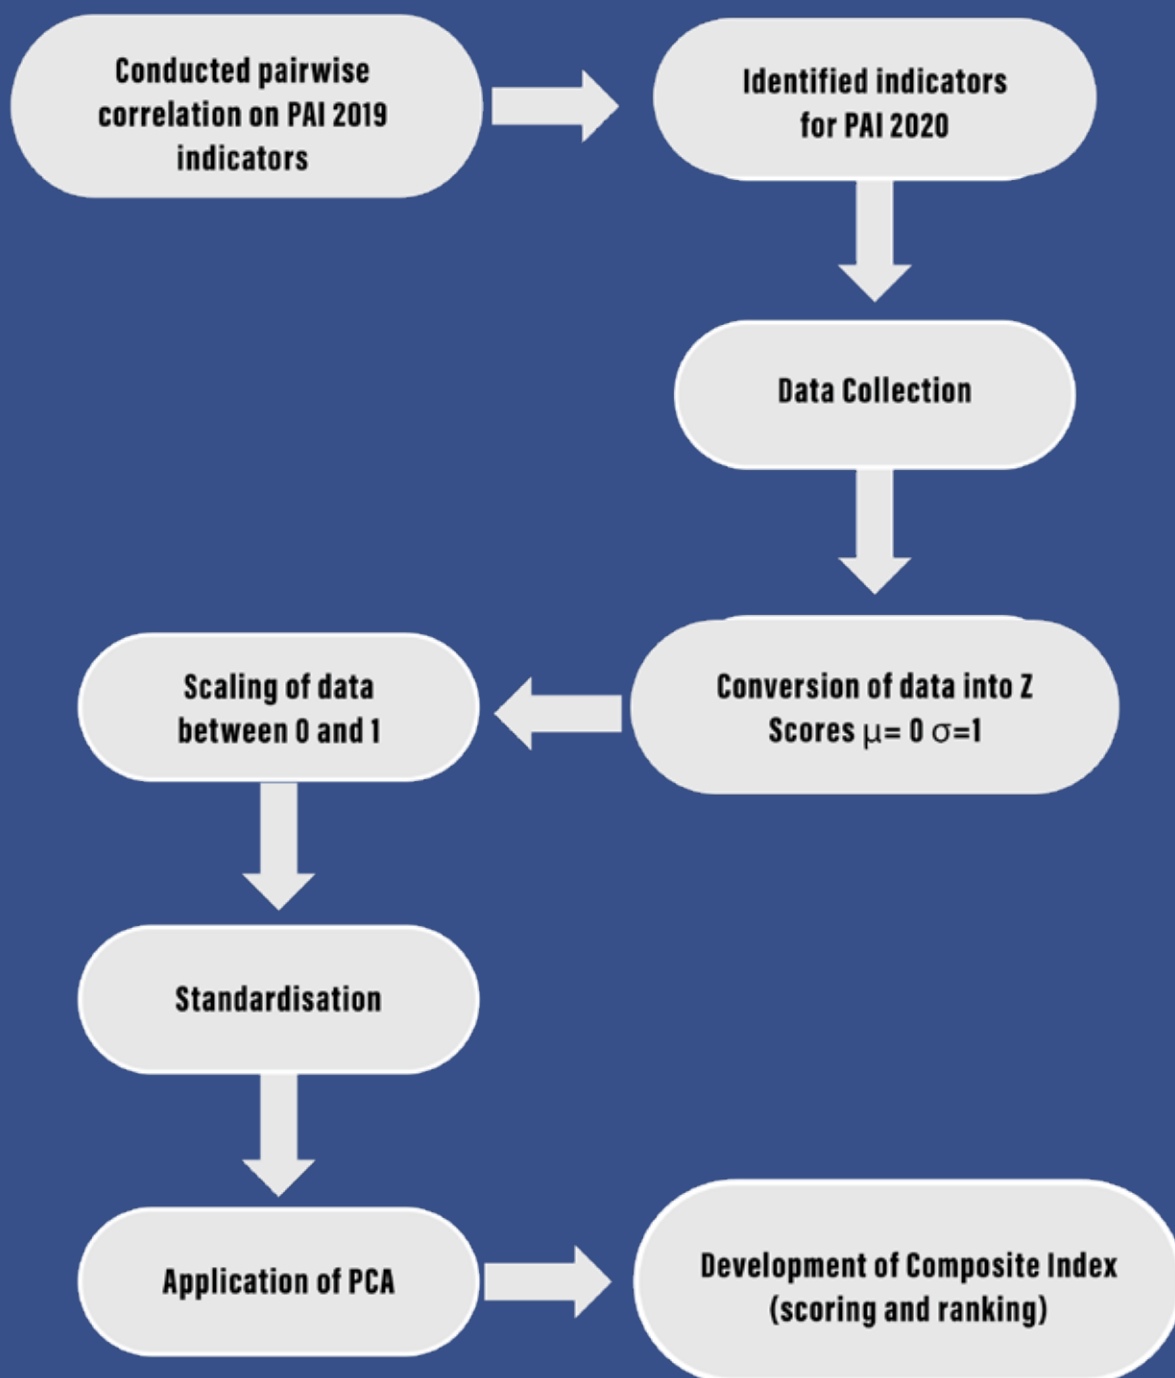 Conducted pairwise
correlation on PAI 2019
indicators
Identified indicators
for PAI 2020
Data Collection
Conversion of data into Z
Scores μ= 0 σ=1
Scaling of data
between 0 and 1
Standardisation
Application of PCA
Development of Composite Index
(scoring and ranking)